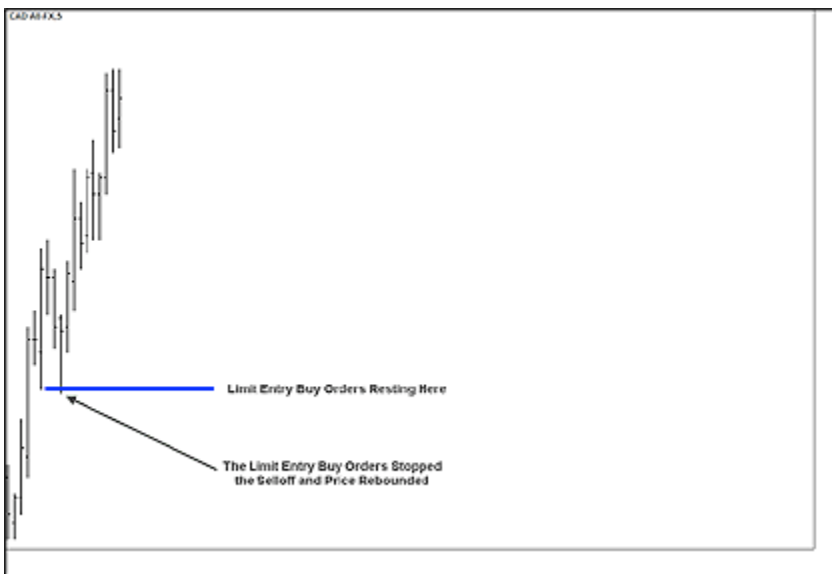 Limit Entry Buy Orders Resting Here
The Limit Entry Buy Orders Stopped
the Selloff and Price Rebounded